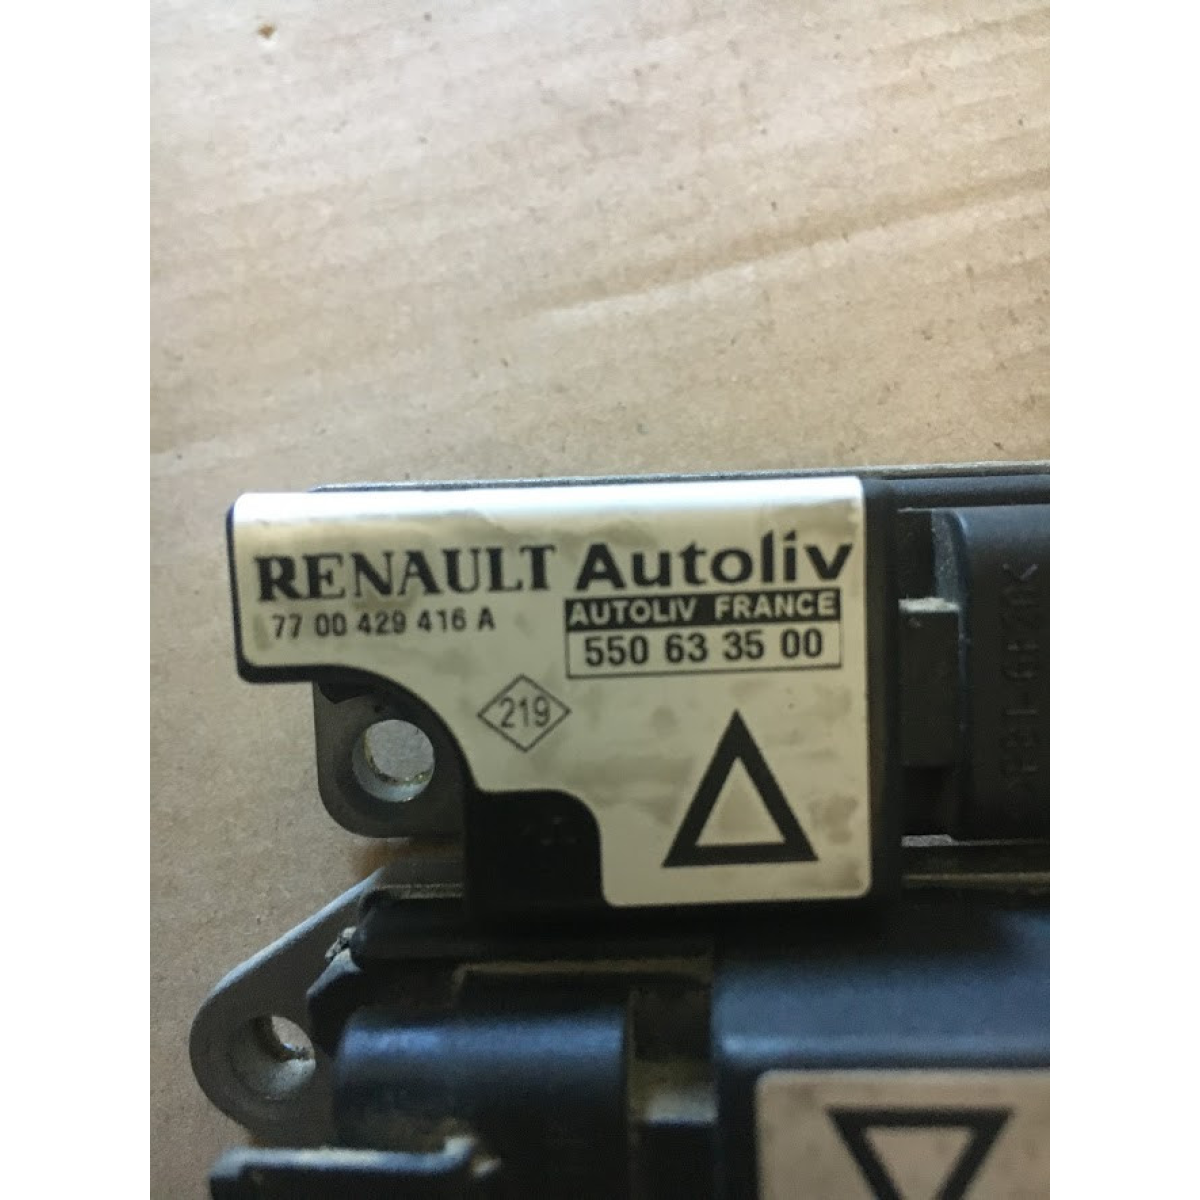 RENAULT Autoliv
77 00 429 416 A
AUTOLIV FRANCE
550 63 35 00
219